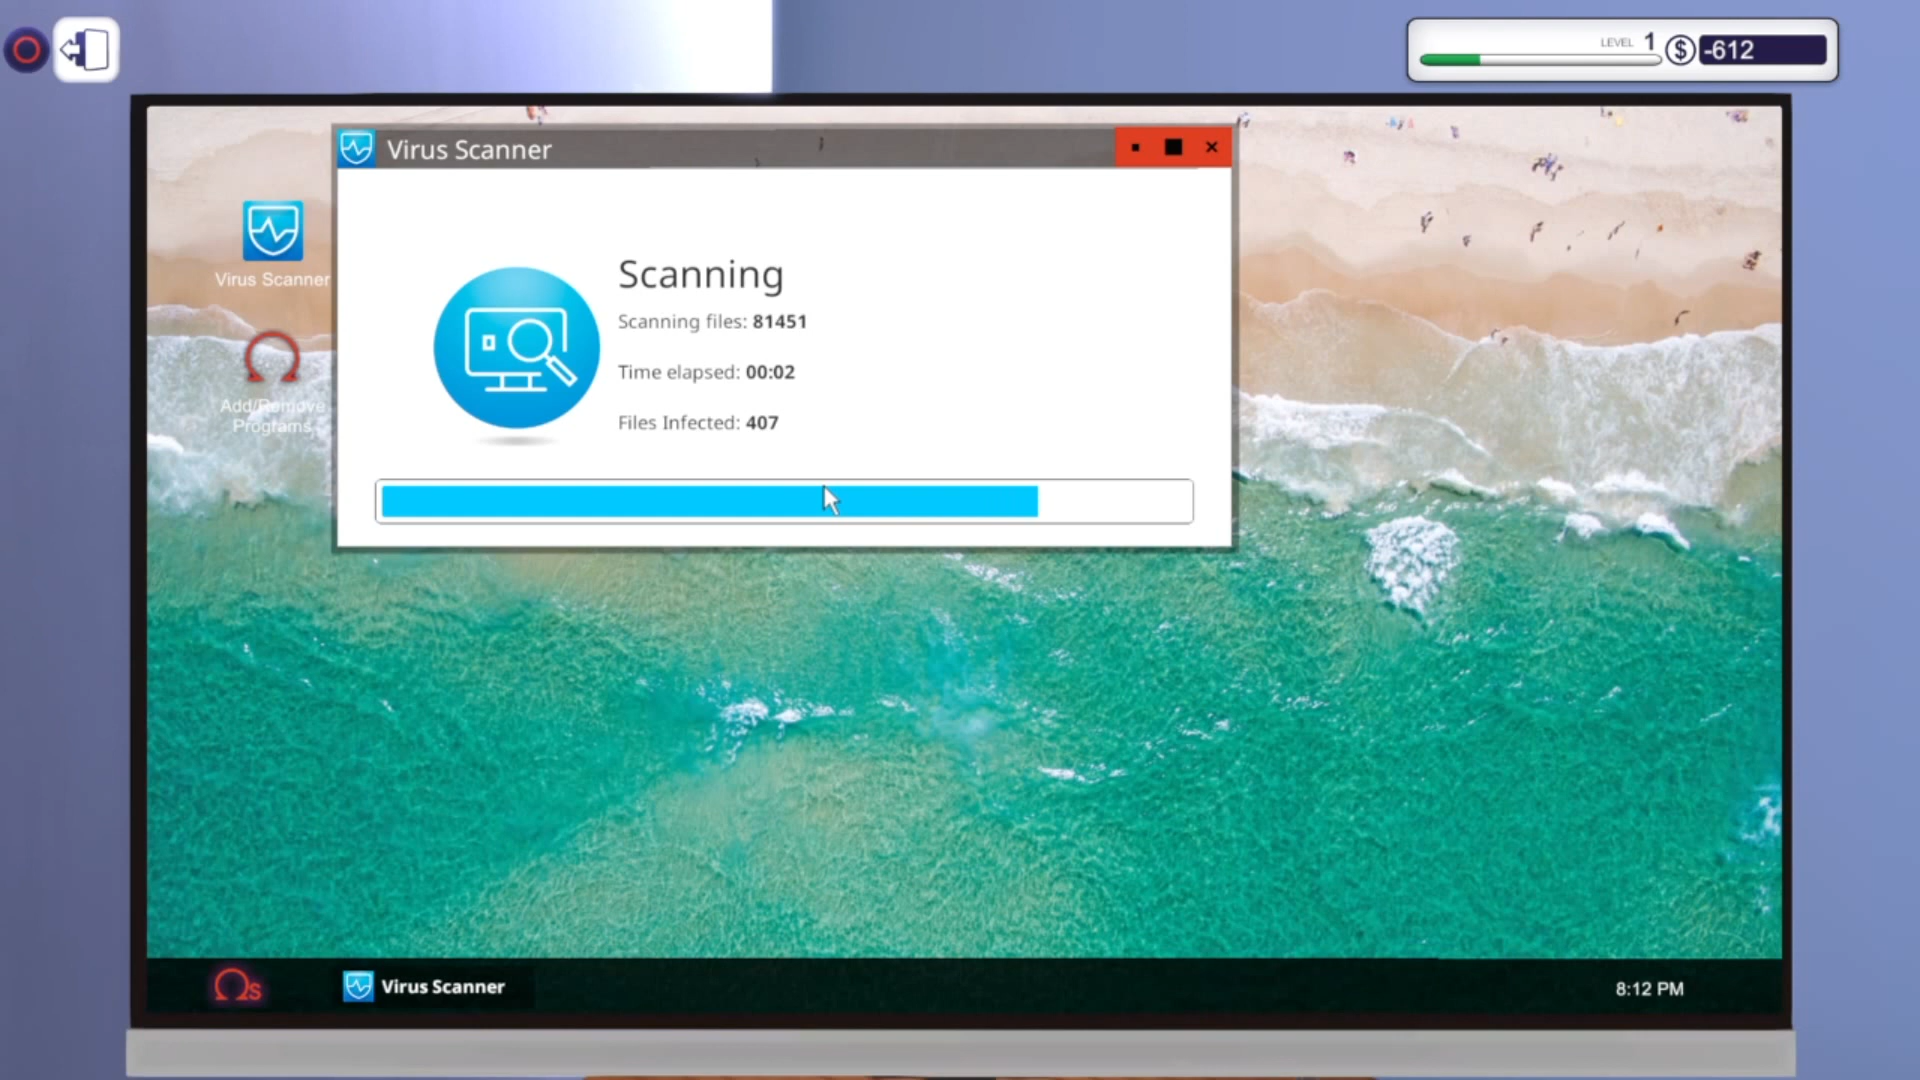 LEVEL 1
$ -612
Virus Scanner
Virus Scanner
Scanning
Scanning files: 81451
Time elapsed: 00:02
Files Infected: 407
Add/Remove
Programs
Ωs
Virus Scanner
8:12 PM